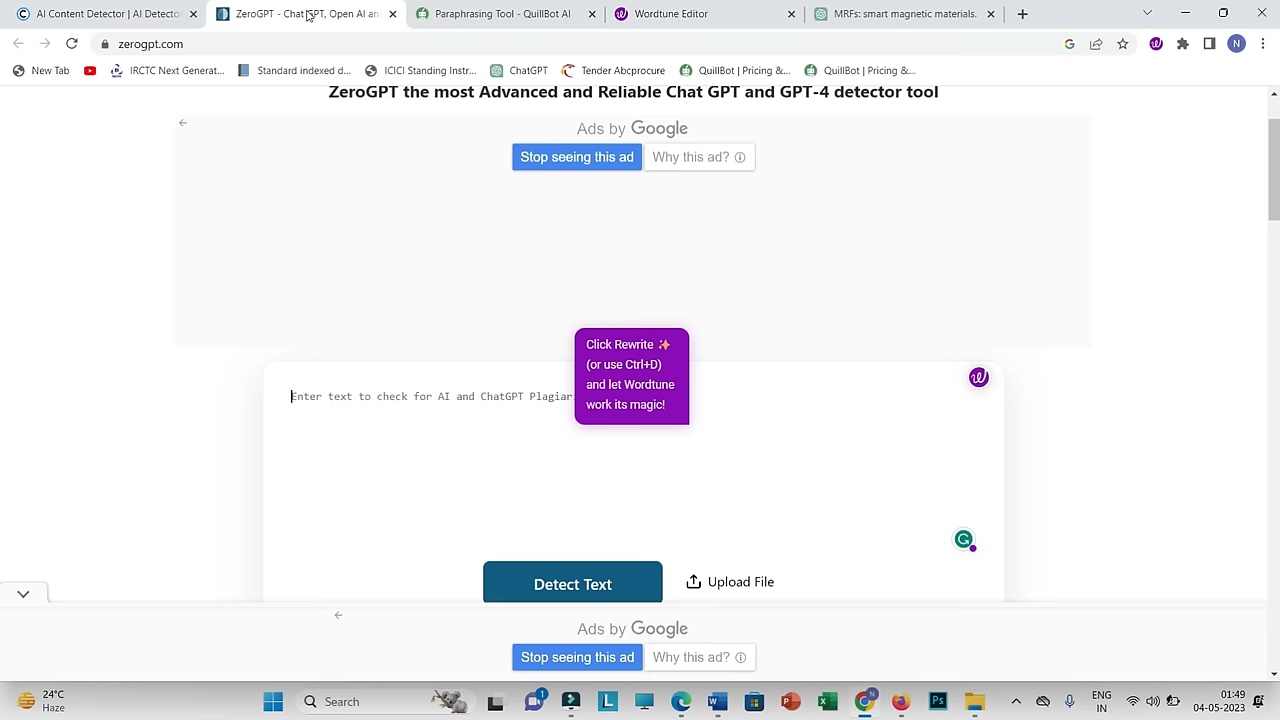 AI Content Detector | AI Detecto
ZeroGPT - Chat GPT, Open AI an
Paraphrasing Tool - QuillBot AI
Wordtune Editor
MRFs: smart magnetic materials.
zerogpt.com
N
New Tab
IRCTC Next Generat...
Standard indexed d...
ICICI Standing Instr...
ChatGPT
Tender Abcprocure
QuillBot | Pricing &...
QuillBot | Pricing &...
ZeroGPT the most Advanced and Reliable Chat GPT and GPT-4 detector tool
Ads by Google
Stop seeing this ad
Why this ad?
Click Rewrite ✨
(or use Ctrl+D)
and let Wordtune
work its magic!
Enter text to check for AI and ChatGPT Plagiar
Detect Text
Upload File
Ads by Google
Stop seeing this ad
Why this ad?
24°C
Haze
Search
1
N
ENG
IN
01:49
04-05-2023